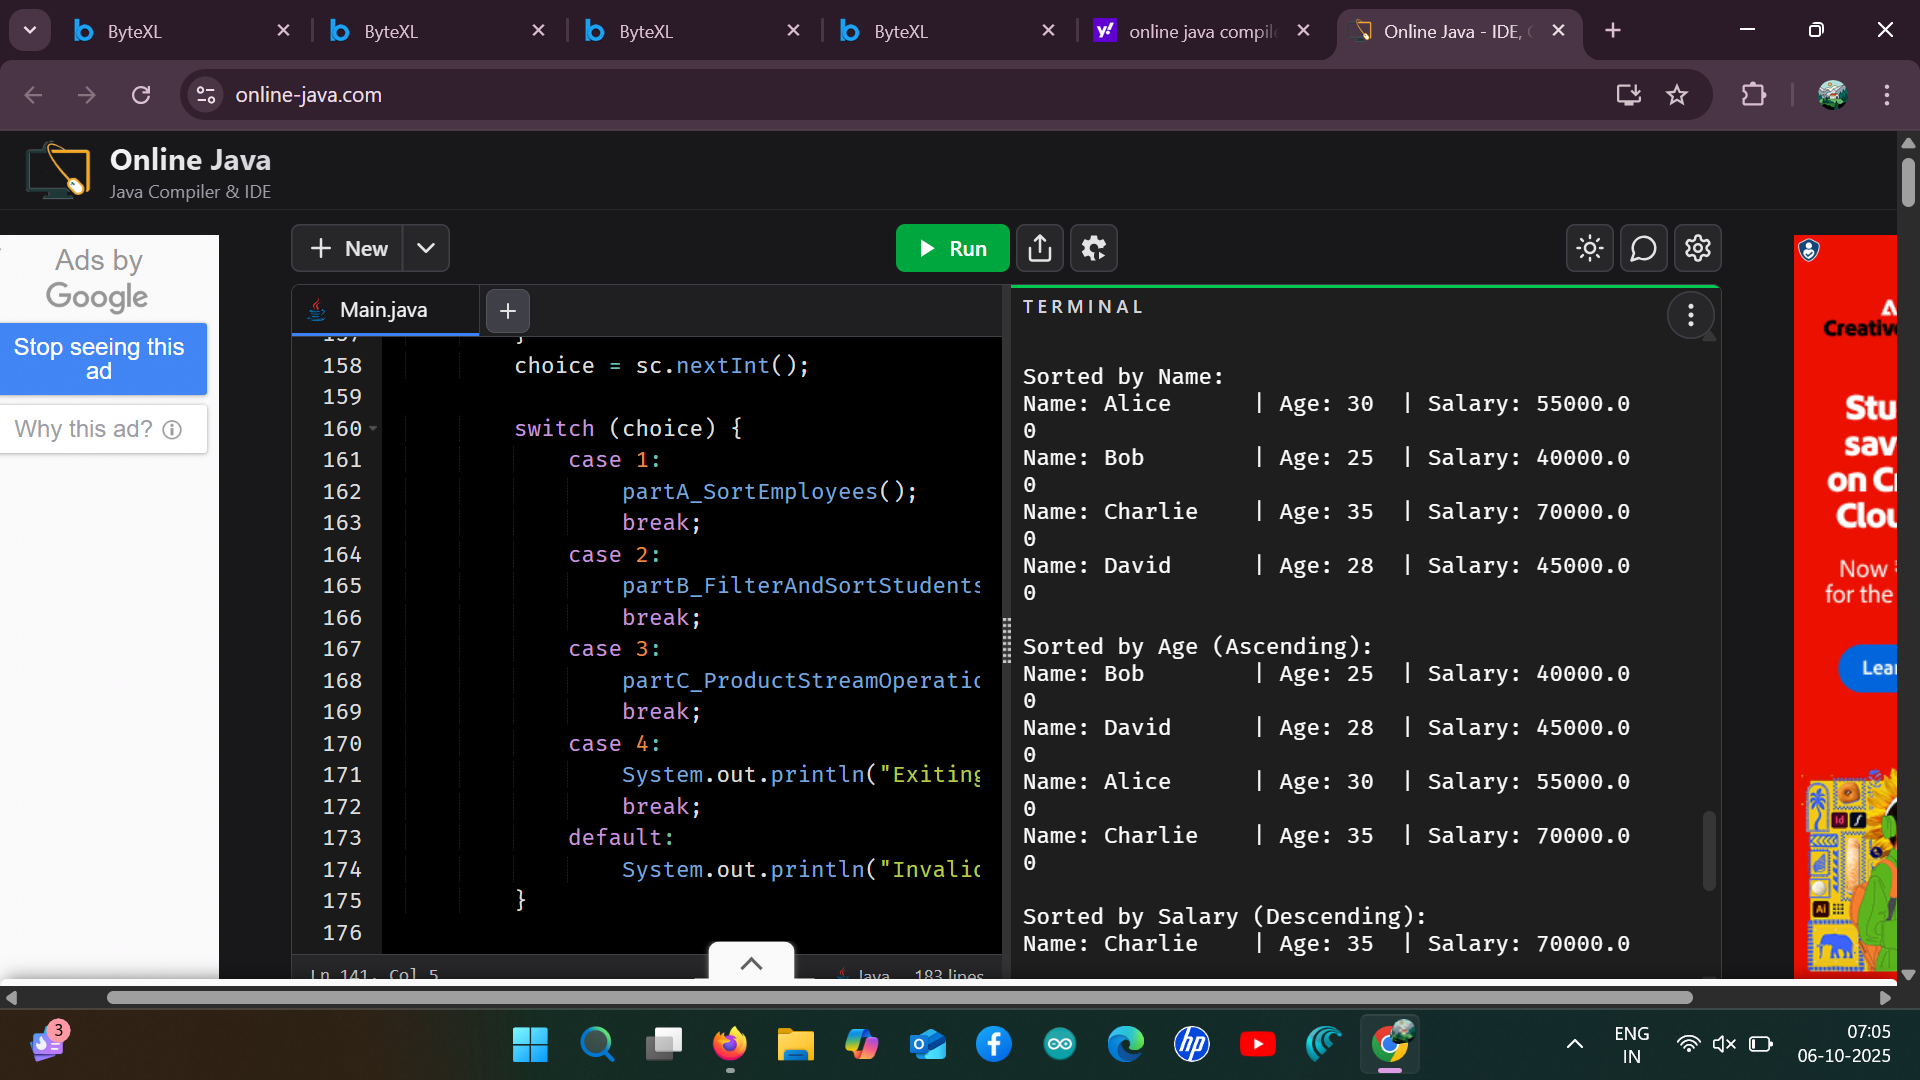 ByteXL
ByteXL
ByteXL
ByteXL
online java compil
Online Java - IDE,
online-java.com
Online Java
Java Compiler & IDE
Ads by
Google
Stop seeing this
ad
Why this ad?
New
Run
Main.java
TERMINAL
158 choice = sc.nextInt();
159
160 switch (choice) {
161 case 1:
162 partA_SortEmployees();
163 break;
164 case 2:
165 partB_FilterAndSortStudents
166 break;
167 case 3:
168 partC_ProductStreamOperatio
169 break;
170 case 4:
171 System.out.println("Exiting
172 break;
173 default:
174 System.out.println("Invalid
175 }
176
Ln 141, Col 5
Java
183 lines
Sorted by Name:
Name: Alice | Age: 30 | Salary: 55000.0
0
Name: Bob | Age: 25 | Salary: 40000.0
0
Name: Charlie | Age: 35 | Salary: 70000.0
0
Name: David | Age: 28 | Salary: 45000.0
0
Sorted by Age (Ascending):
Name: Bob | Age: 25 | Salary: 40000.0
0
Name: David | Age: 28 | Salary: 45000.0
0
Name: Alice | Age: 30 | Salary: 55000.0
0
Name: Charlie | Age: 35 | Salary: 70000.0
0
Sorted by Salary (Descending):
Name: Charlie | Age: 35 | Salary: 70000.0
Creativ
Stu
sav
on C
Clou
Now
for the
Lear
Id
Ai
3
hp
ENG
IN
07:05
06-10-2025